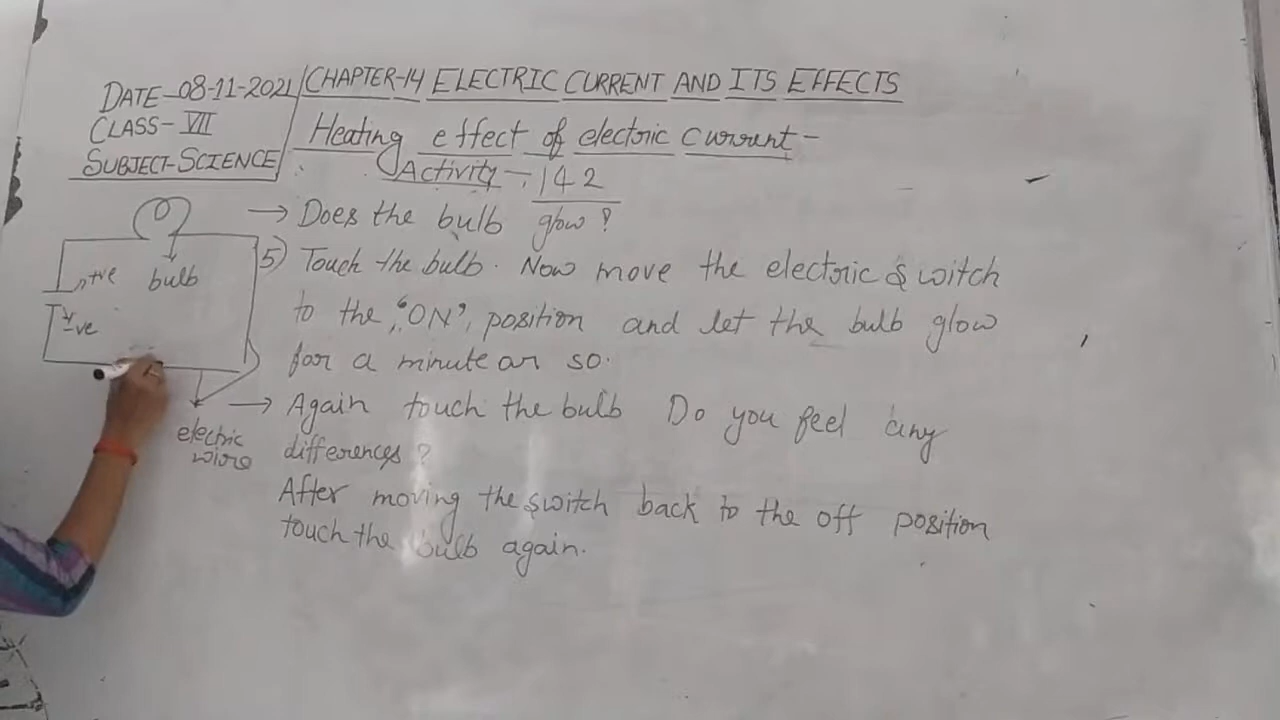 DATE-08-11-2021
CLASS-VII
SUBJECT-SCIENCE
CHAPTER-14 ELECTRIC CURRENT AND ITS EFFECTS
Heating effect of electric current-
Activity-142
→ Does the bulb glow?
5) Touch the bulb. Now move the electric switch
to the "ON", position and let the bulb glow
for a minute or so.
→ Again touch the bulb Do you feel any
differences?
After moving the switch back to the off position
touch the bulb again.
+ve
bulb
-ve
electric
wire